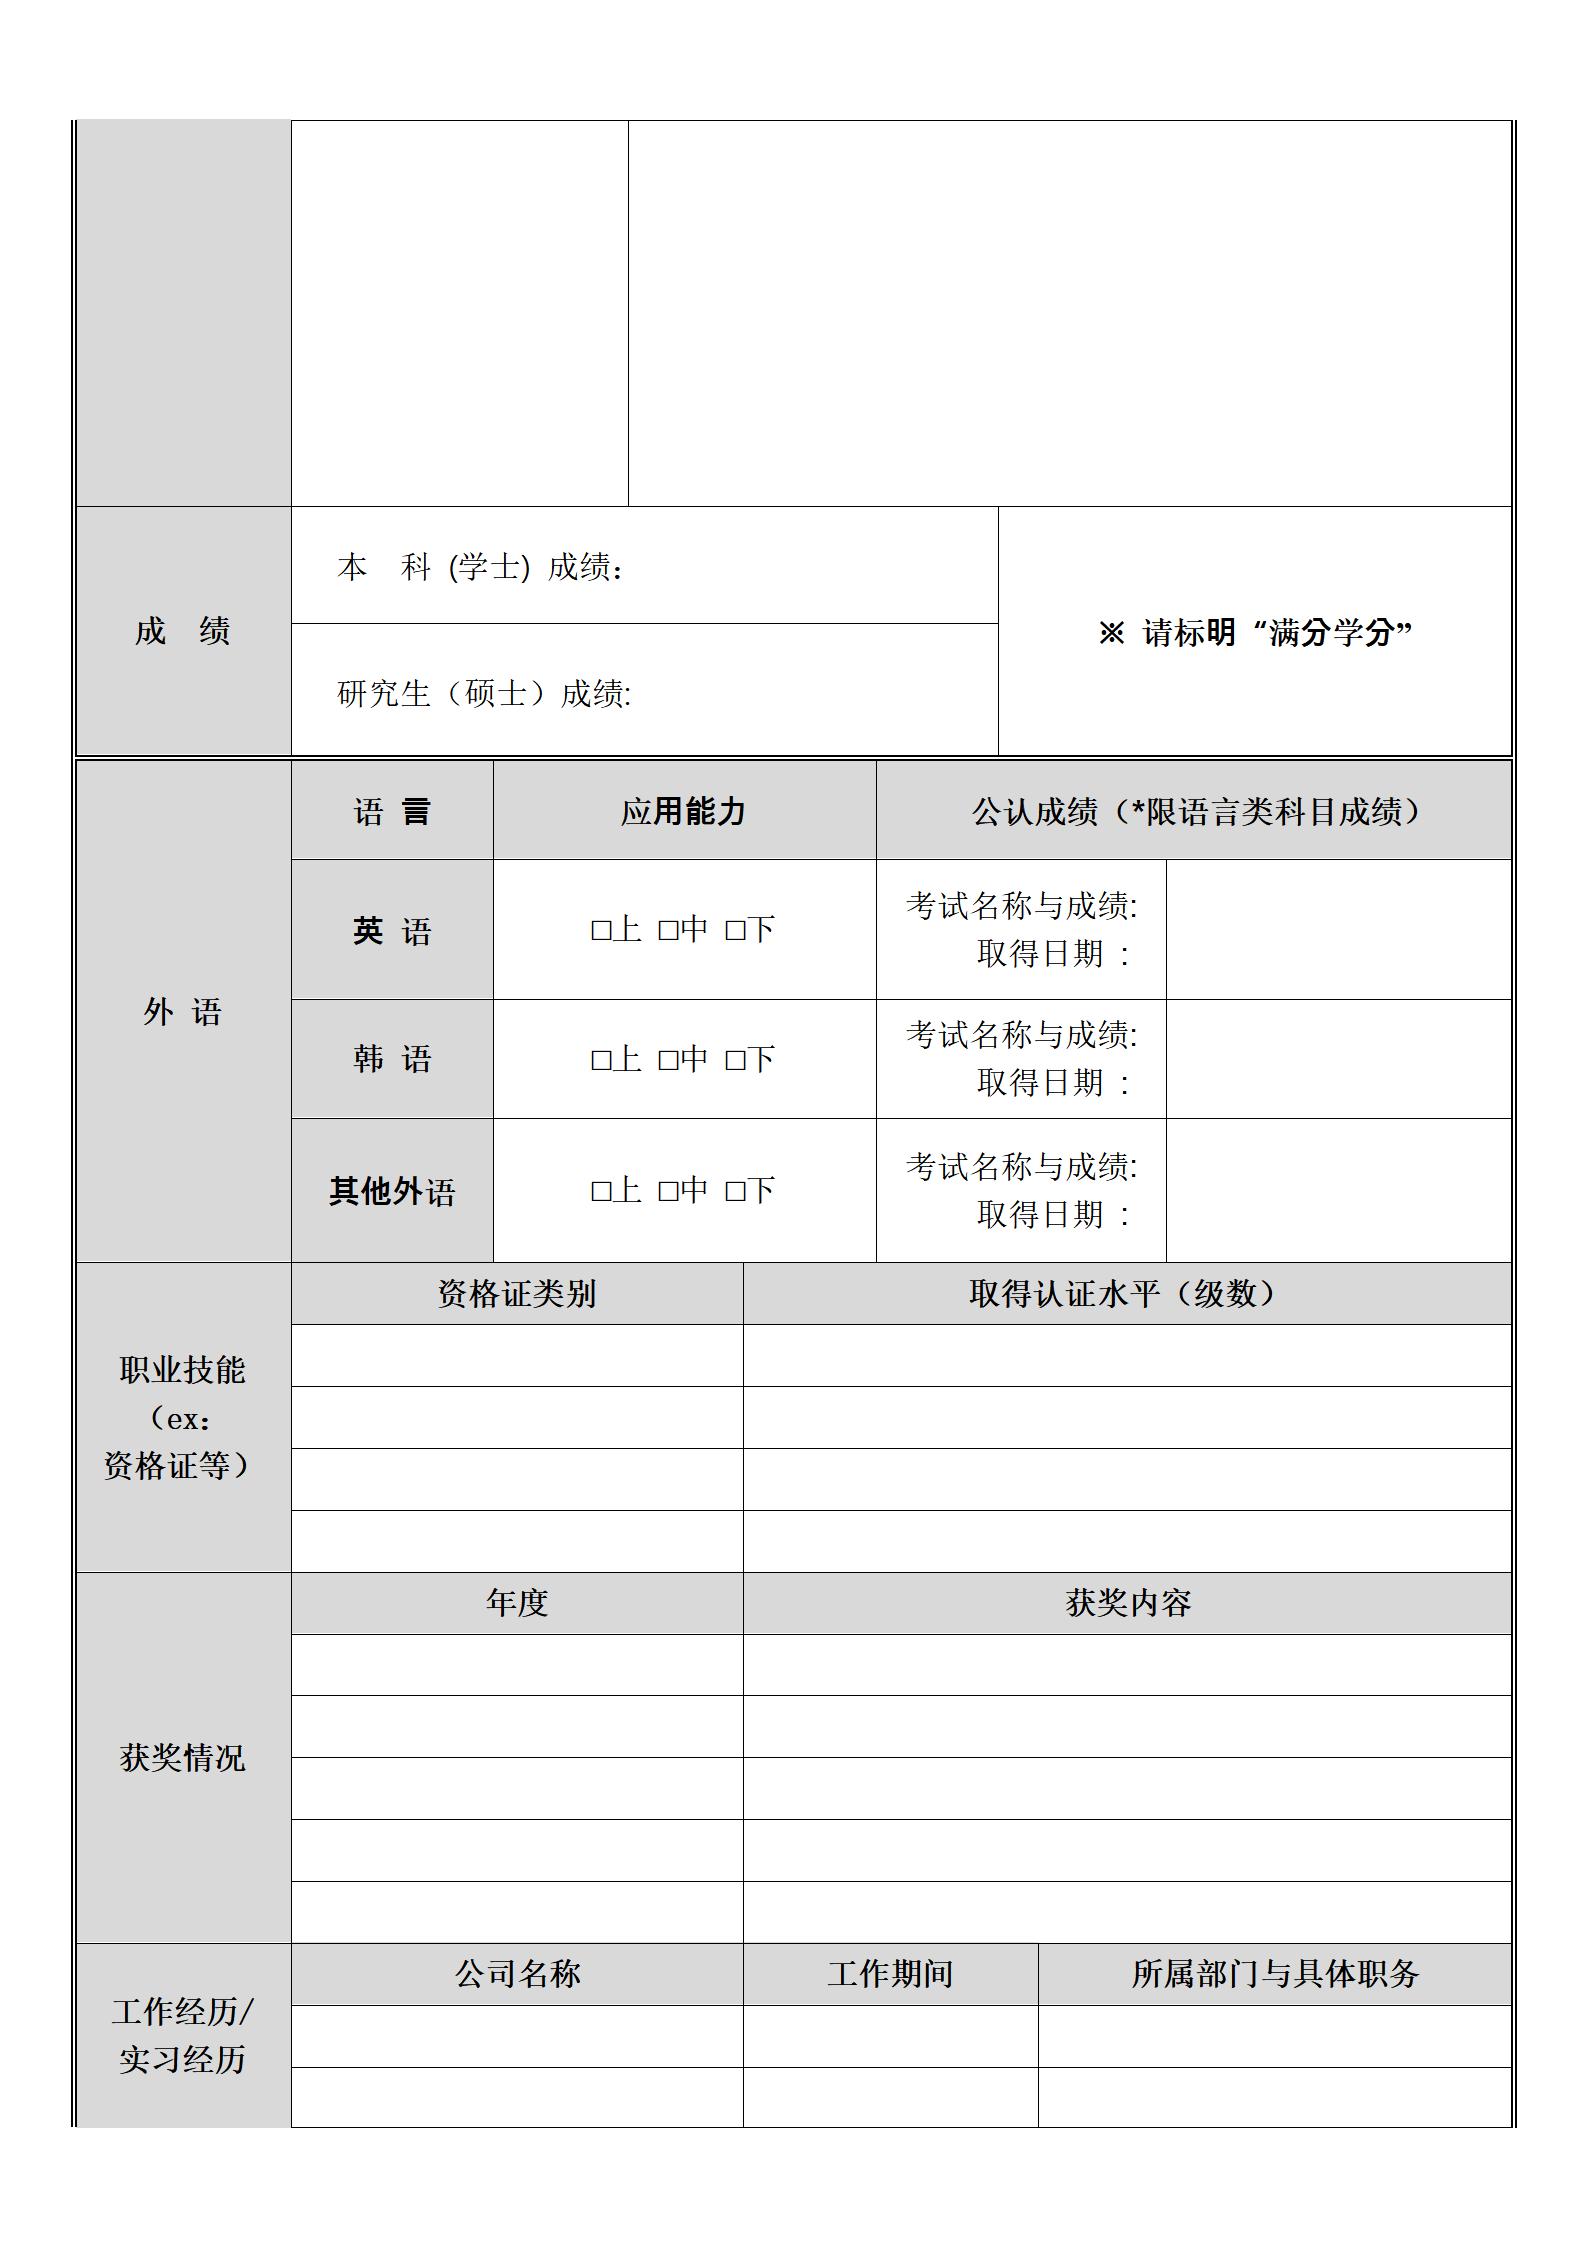 本　科 (学士) 成绩：
成　绩
※ 请标明 “满分学分”
研究生（硕士）成绩:
语 言
应用能力
公认成绩（*限语言类科目成绩）
外 语
英 语
□上 □中 □下
考试名称与成绩:
取得日期 :
韩 语
□上 □中 □下
考试名称与成绩:
取得日期 :
其他外语
□上 □中 □下
考试名称与成绩:
取得日期 :
职业技能
（ex：
资格证等）
资格证类别
取得认证水平（级数）
获奖情况
年度
获奖内容
工作经历/
实习经历
公司名称
工作期间
所属部门与具体职务